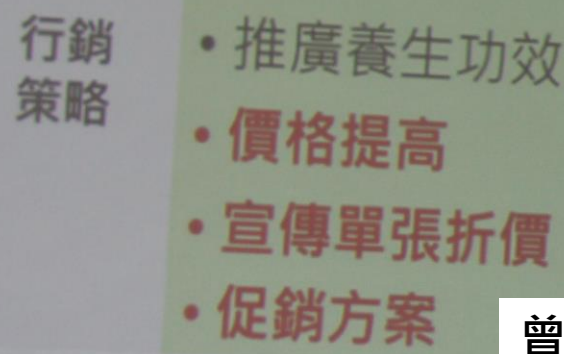 行銷
策略
• 推廣養生功效
• 價格提高
• 宣傳單張折價
• 促銷方案
曾